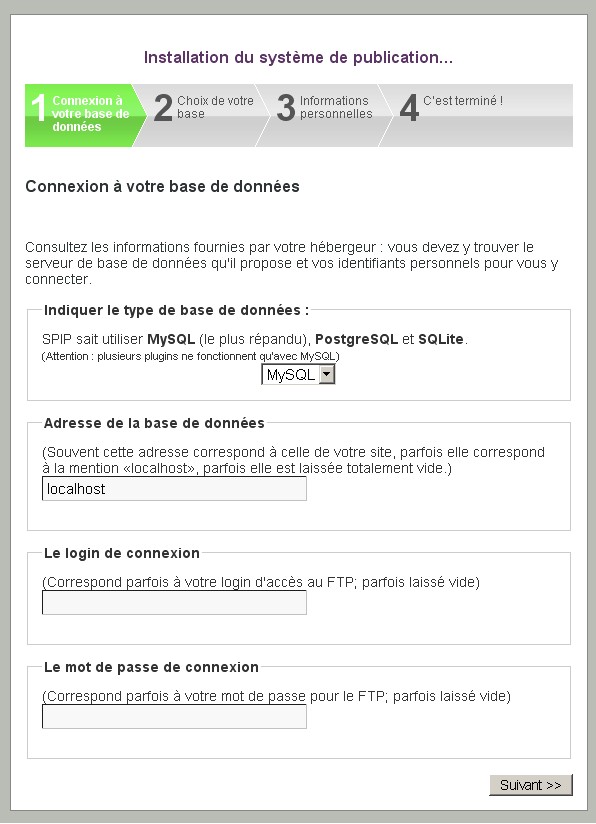 Installation du système de publication...
1 Connexion à
votre base de
données
2 Choix de votre
base
3 Informations
personnelles
4 C'est terminé !
Connexion à votre base de données
Consultez les informations fournies par votre hébergeur : vous devez y trouver le
serveur de base de données qu'il propose et vos identifiants personnels pour vous y
connecter.
Indiquer le type de base de données :
SPIP sait utiliser MySQL (le plus répandu), PostgreSQL et SQLite.
(Attention : plusieurs plugins ne fonctionnent qu'avec MySQL)
MySQL
Adresse de la base de données
(Souvent cette adresse correspond à celle de votre site, parfois elle correspond
à la mention «localhost», parfois elle est laissée totalement vide.)
localhost
Le login de connexion
(Correspond parfois à votre login d'accès au FTP; parfois laissé vide)
Le mot de passe de connexion
(Correspond parfois à votre mot de passe pour le FTP; parfois laissé vide)
Suivant >>